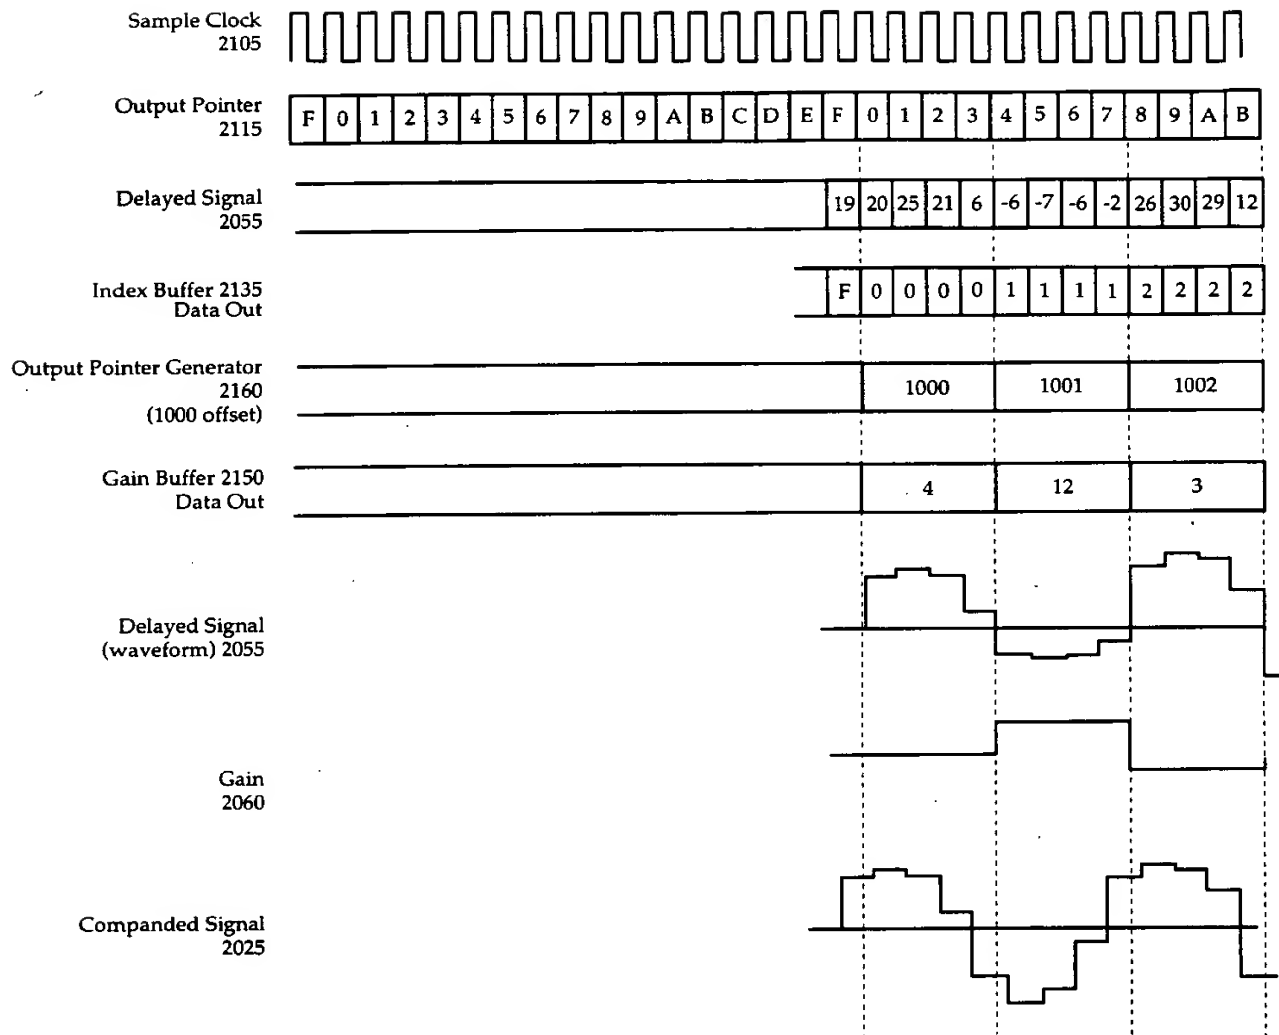 Sample Clock
2105
Output Pointer
2115
F 0 1 2 3 4 5 6 7 8 9 A B C D E F 0 1 2 3 4 5 6 7 8 9 A B
Delayed Signal
2055
19 20 25 21 6 -6 -7 -6 -2 26 30 29 12
Index Buffer 2135
Data Out
F 0 0 0 0 1 1 1 1 2 2 2 2
Output Pointer Generator
2160
(1000 offset)
1000 1001 1002
Gain Buffer 2150
Data Out
4 12 3
Delayed Signal
(waveform) 2055
Gain
2060
Companded Signal
2025